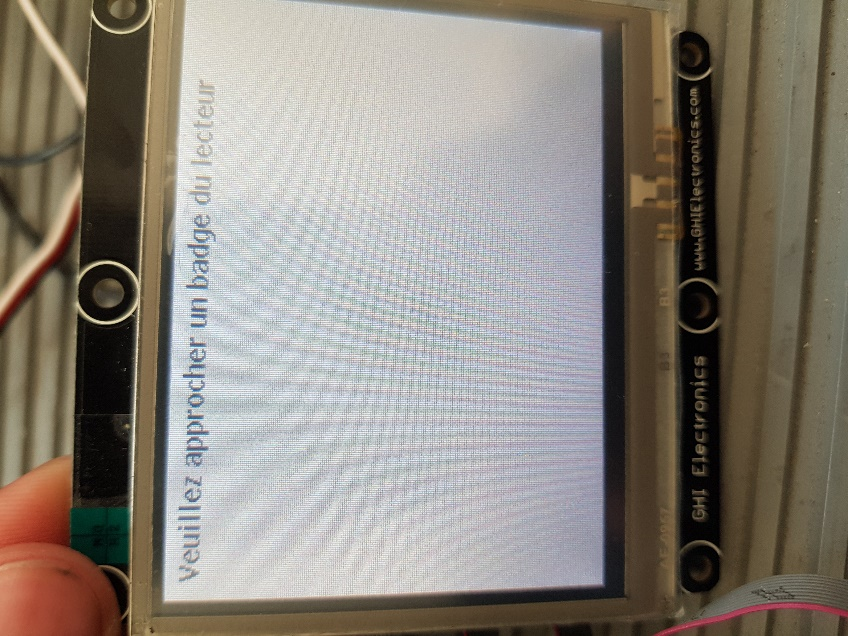 Veuillez approcher un badge du lecteur
GHI Electronics
www.GHIElectronics.com